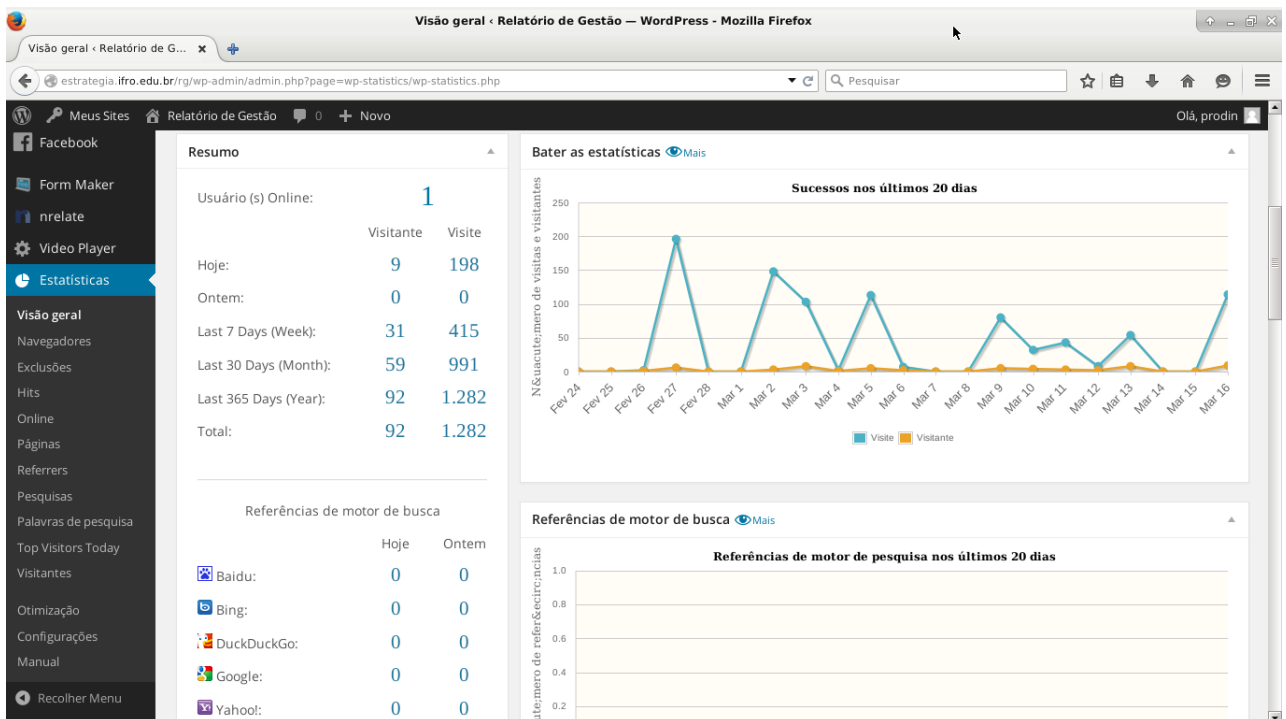 Visão geral ‹ Relatório de Gestão — WordPress - Mozilla Firefox
Visão geral ‹ Relatório de G...
estrategia.ifro.edu.br/rg/wp-admin/admin.php?page=wp-statistics/wp-statistics.php
Pesquisar
Meus Sites Relatório de Gestão 0 + Novo
Olá, prodin
Facebook
Form Maker
nrelate
Video Player
Estatísticas
Visão geral
Navegadores
Exclusões
Hits
Online
Páginas
Referrers
Pesquisas
Palavras de pesquisa
Top Visitors Today
Visitantes
Otimização
Configurações
Manual
Recolher Menu
Resumo
Usuário (s) Online: 1
Visitante Visite
Hoje: 9 198
Ontem: 0 0
Last 7 Days (Week): 31 415
Last 30 Days (Month): 59 991
Last 365 Days (Year): 92 1.282
Total: 92 1.282
Referências de motor de busca
Hoje Ontem
Baidu: 0 0
Bing: 0 0
DuckDuckGo: 0 0
Google: 0 0
Yahoo!: 0 0
Bater as estatísticas Mais
Sucessos nos últimos 20 dias
N&uacute;mero de visitas e visitantes
250
200
150
100
50
0
Fev 24 Fev 25 Fev 26 Fev 27 Fev 28 Mar 1 Mar 2 Mar 3 Mar 4 Mar 5 Mar 6 Mar 7 Mar 8 Mar 9 Mar 10 Mar 11 Mar 12 Mar 13 Mar 14 Mar 15 Mar 16
Visite Visitante
Referências de motor de busca Mais
Referências de motor de pesquisa nos últimos 20 dias
ute;mero de refer&ecirc;ncias
1.0
0.8
0.6
0.4
0.2